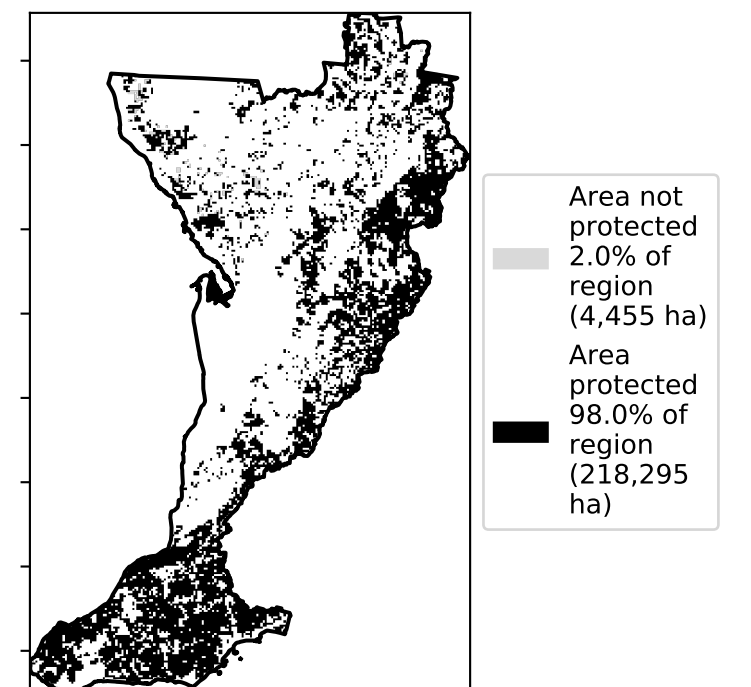 Area not
protected
2.0% of
region
(4,455 ha)
Area
protected
98.0% of
region
(218,295
ha)